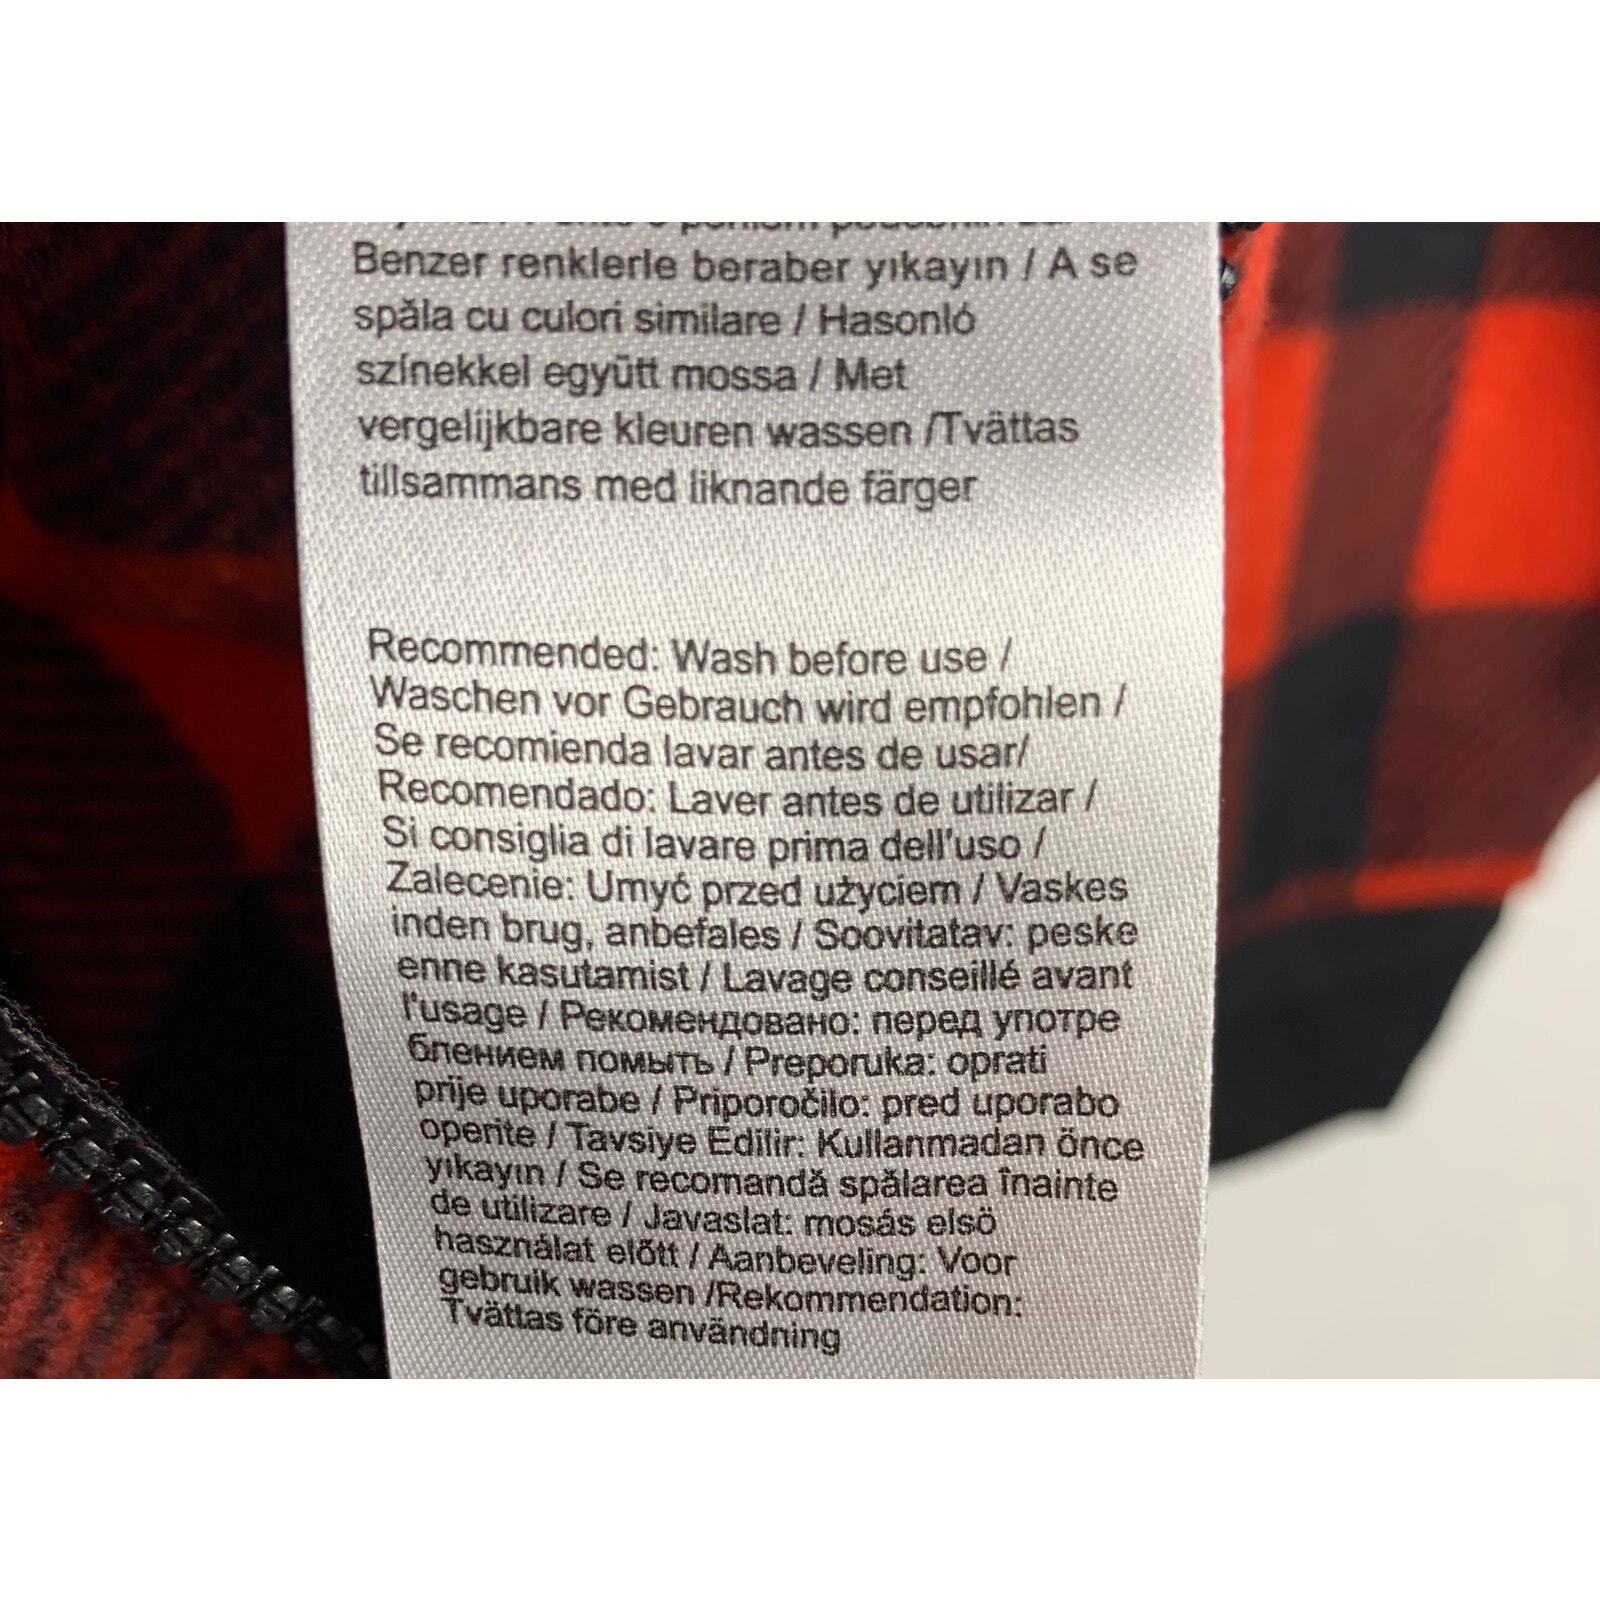 Benzer renklerle beraber yıkayın / A se
spăla cu culori similare / Hasonló
színekkel együtt mossa / Met
vergelijkbare kleuren wassen /Tvättas
tillsammans med liknande färger
Recommended: Wash before use /
Waschen vor Gebrauch wird empfohlen /
Se recomienda lavar antes de usar/
Recomendado: Laver antes de utilizar /
Si consiglia di lavare prima dell'uso /
Zalecenie: Umyć przed użyciem / Vaskes
inden brug, anbefales / Soovitatav: peske
enne kasutamist / Lavage conseillé avant
l'usage / Рекомендовано: перед употре
блением помыть / Preporuka: oprati
prije uporabe / Priporočilo: pred uporabo
operite / Tavsiye Edilir: Kullanmadan önce
yıkayın / Se recomandă spălarea înainte
de utilizare / Javaslat: mosás elsö
használat előtt / Aanbeveling: Voor
gebruik wassen /Rekommendation:
Tvättas före användning